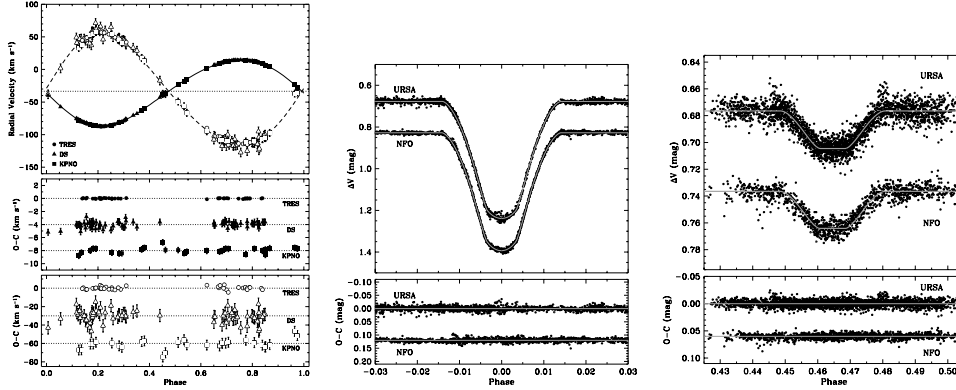 100
50
0
-50
-100
-150
Radial Velocity (km s⁻¹)
TRES
DS
KPNO
2
0
-2
-4
-6
-8
-10
O-C (km s⁻¹)
TRES
DS
KPNO
0
-20
-40
-60
-80
O-C (km s⁻¹)
TRES
DS
KPNO
0.0 0.2 0.4 0.6 0.8 1.0
Phase
0.6
0.8
1.0
1.2
1.4
ΔV (mag)
URSA
NFO
-0.10
-0.05
0.00
0.05
0.10
0.15
0.20
O-C (mag)
URSA
NFO
-0.03 -0.02 -0.01 0.00 0.01 0.02 0.03
Phase
0.64
0.66
0.68
0.70
0.72
0.74
0.76
0.78
ΔV (mag)
URSA
NFO
-0.05
0.00
0.05
0.10
O-C (mag)
URSA
NFO
0.43 0.44 0.45 0.46 0.47 0.48 0.49 0.50
Phase